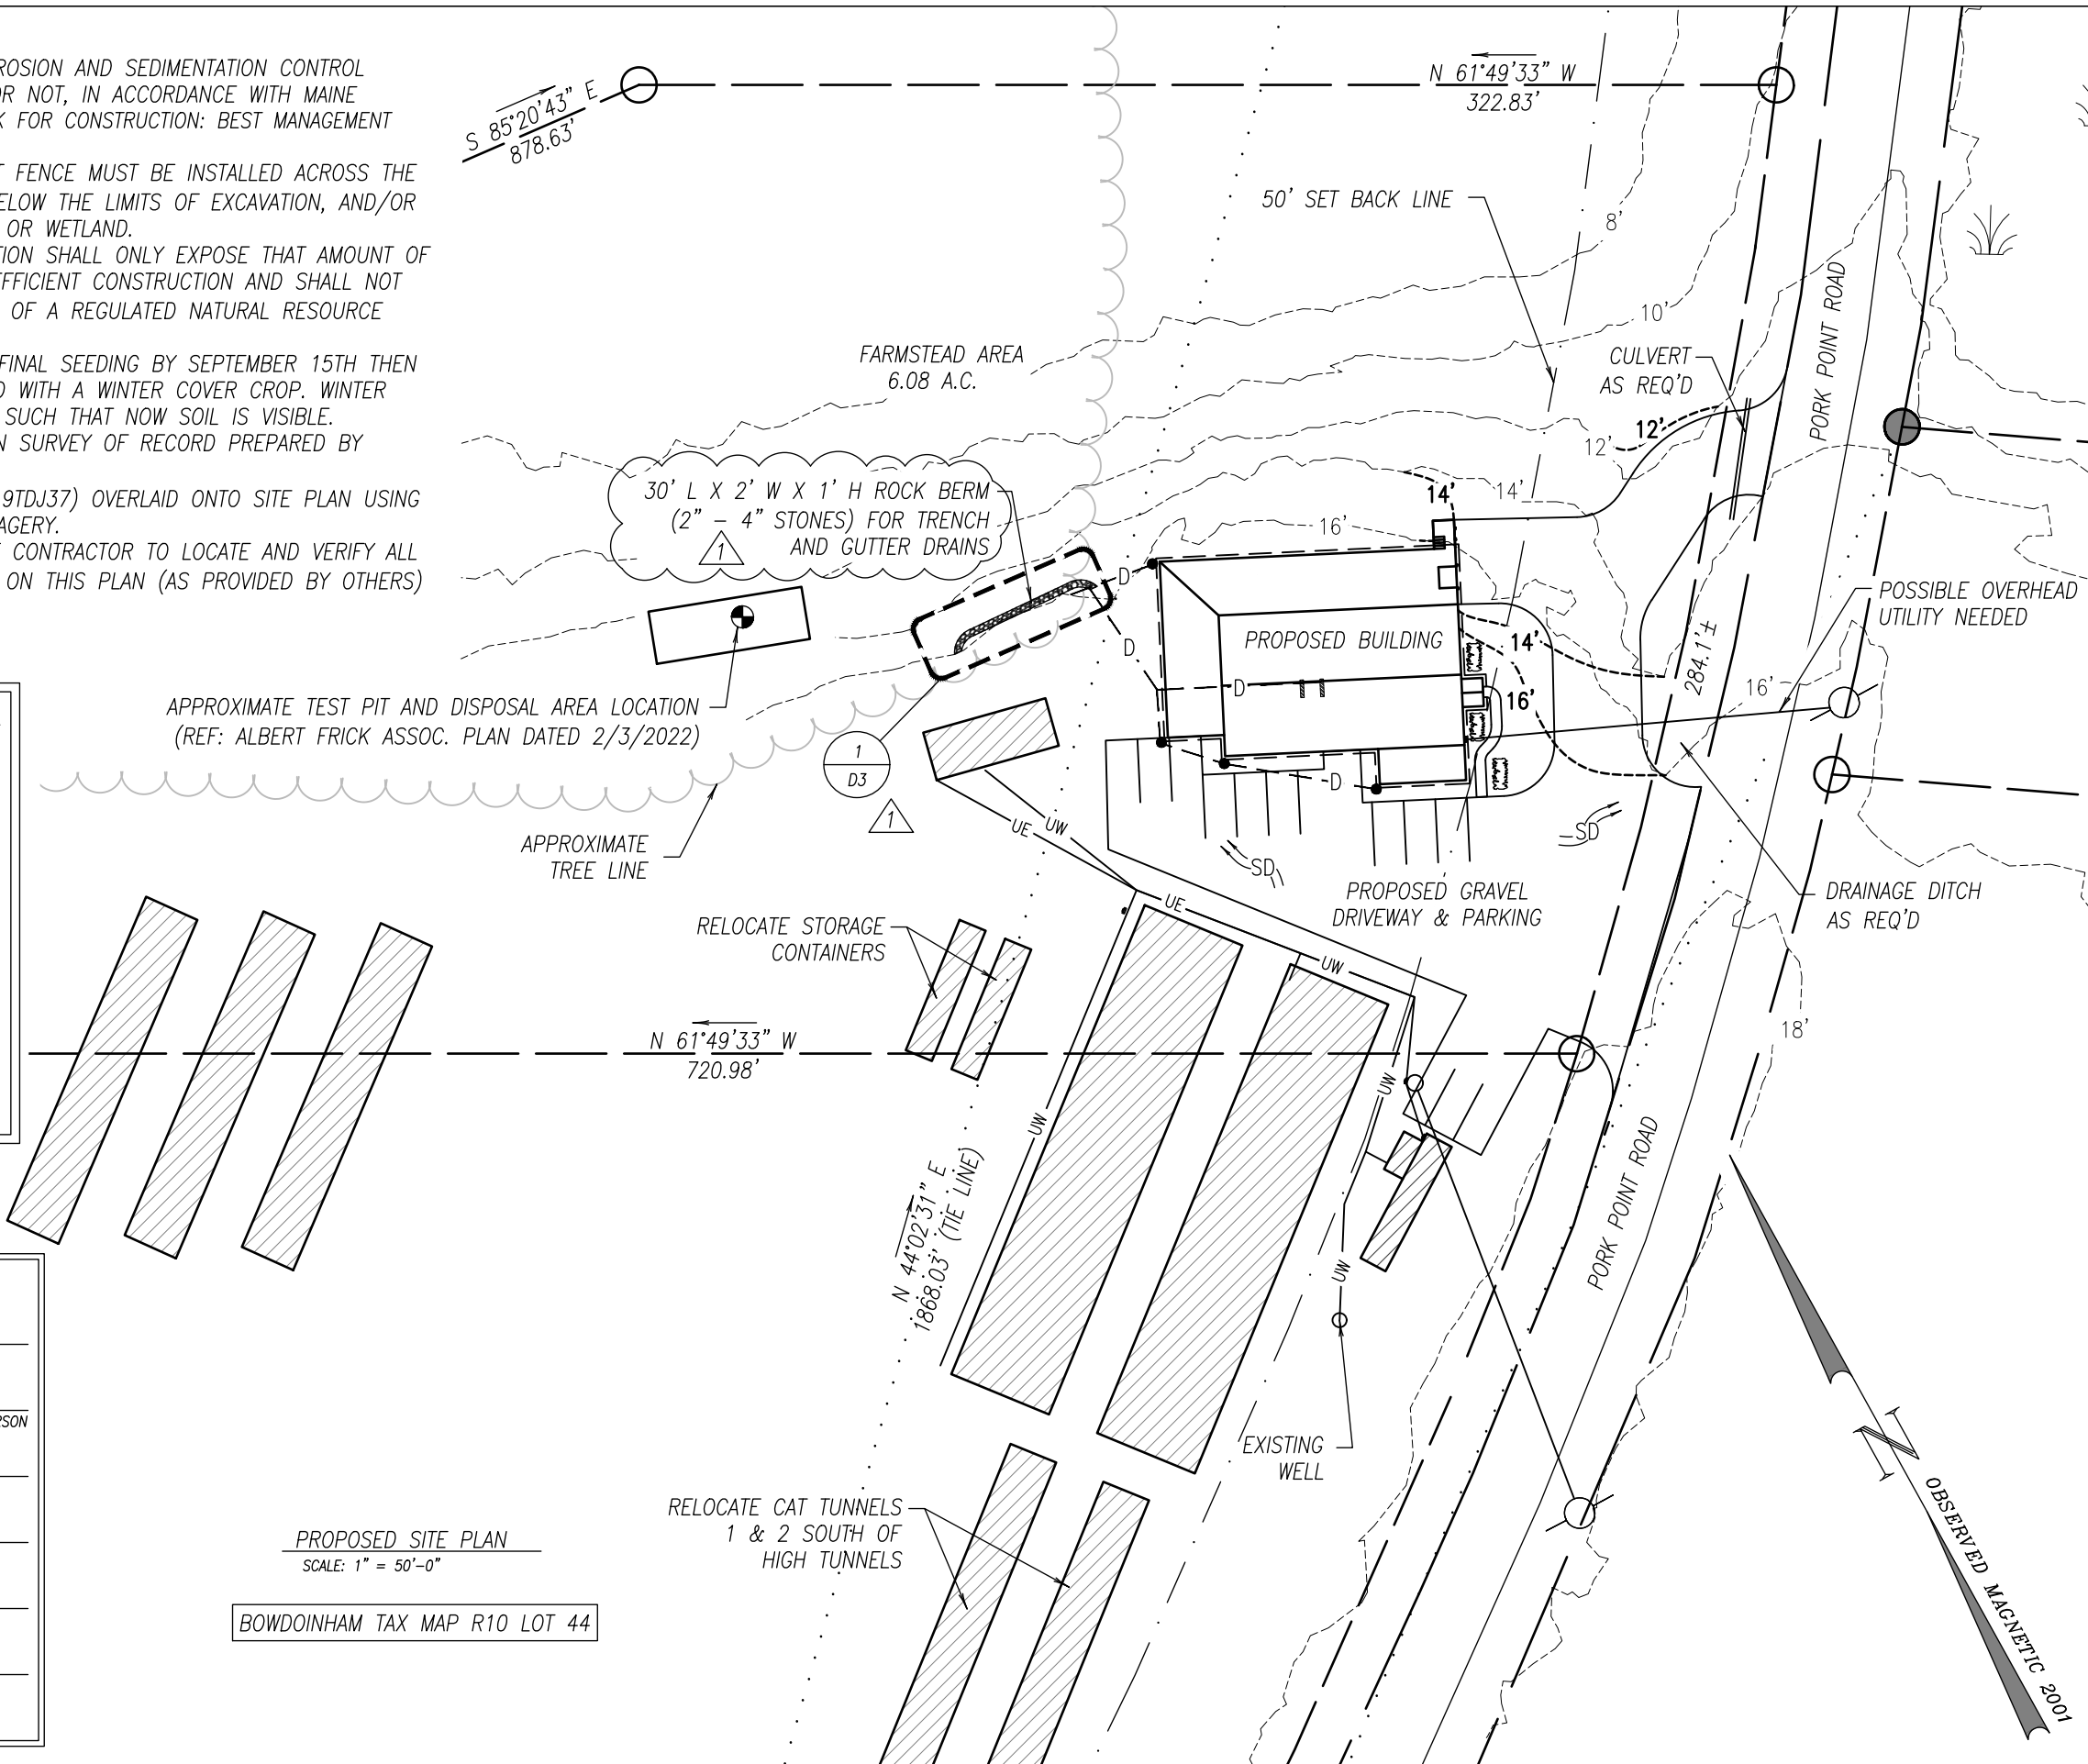 ROSION AND SEDIMENTATION CONTROL
OR NOT, IN ACCORDANCE WITH MAINE
K FOR CONSTRUCTION: BEST MANAGEMENT
T FENCE MUST BE INSTALLED ACROSS THE
ELOW THE LIMITS OF EXCAVATION, AND/OR
OR WETLAND.
TION SHALL ONLY EXPOSE THAT AMOUNT OF
EFFICIENT CONSTRUCTION AND SHALL NOT
OF A REGULATED NATURAL RESOURCE
FINAL SEEDING BY SEPTEMBER 15TH THEN
D WITH A WINTER COVER CROP. WINTER
SUCH THAT NOW SOIL IS VISIBLE.
N SURVEY OF RECORD PREPARED BY
9TDJ37) OVERLAID ONTO SITE PLAN USING
AGERY.
CONTRACTOR TO LOCATE AND VERIFY ALL
ON THIS PLAN (AS PROVIDED BY OTHERS)
S 85°20'43" E
878.63'
N 61°49'33" W
322.83'
50' SET BACK LINE
8'
10'
PORK POINT ROAD
FARMSTEAD AREA
6.08 A.C.
CULVERT
AS REQ'D
12'
12'
30' L X 2' W X 1' H ROCK BERM
(2" – 4" STONES) FOR TRENCH
AND GUTTER DRAINS
1
14'
14'
16'
D
D
D
D
PROPOSED BUILDING
14'
16'
284.1'±
16'
POSSIBLE OVERHEAD
UTILITY NEEDED
APPROXIMATE TEST PIT AND DISPOSAL AREA LOCATION
(REF: ALBERT FRICK ASSOC. PLAN DATED 2/3/2022)
1
D3
1
APPROXIMATE
TREE LINE
UE
UW
SD
SD
PROPOSED GRAVEL
DRIVEWAY & PARKING
DRAINAGE DITCH
AS REQ'D
RELOCATE STORAGE
CONTAINERS
UE
UW
18'
N 61°49'33" W
720.98'
UW
UW
UW
N 44°02'31" E
1868.03' (TIE LINE)
PORK POINT ROAD
RSON
EXISTING
WELL
RELOCATE CAT TUNNELS
1 & 2 SOUTH OF
HIGH TUNNELS
PROPOSED SITE PLAN
SCALE: 1" = 50'-0"
BOWDOINHAM TAX MAP R10 LOT 44
N
OBSERVED MAGNETIC 2001